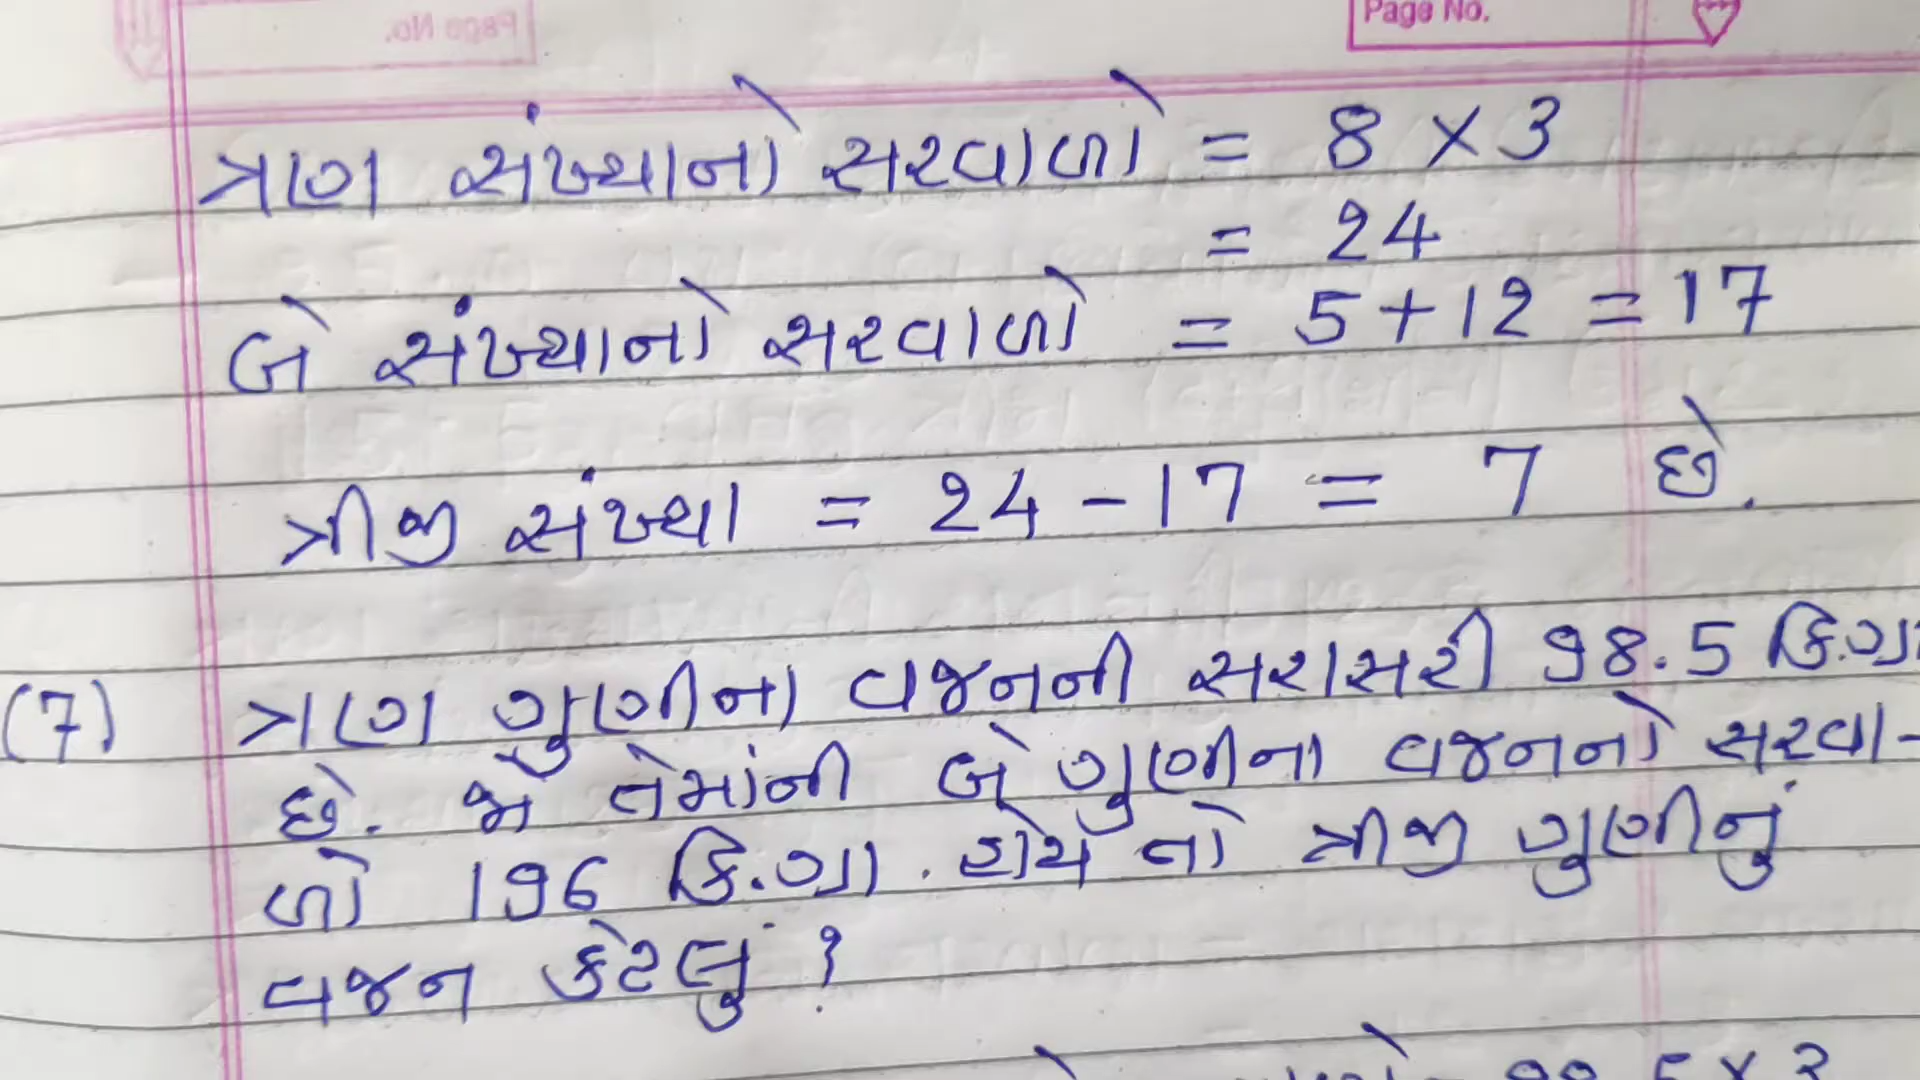 Page No.
ત્રણ સંખ્યાનો સરવાળો = 8 × 3
= 24
બે સંખ્યાનો સરવાળો = 5 + 12 = 17
ત્રીજી સંખ્યા = 24 - 17 = 7 છે.
(7) ત્રણ ગુણીના વજનની સરાસરી 98.5 કિ.ગ્રા
છે. જો તેમાંની બે ગુણીના વજનનો સરવા-
ળો 196 કિ.ગ્રા. હોય તો ત્રીજી ગુણીનું
વજન કેટલું ?